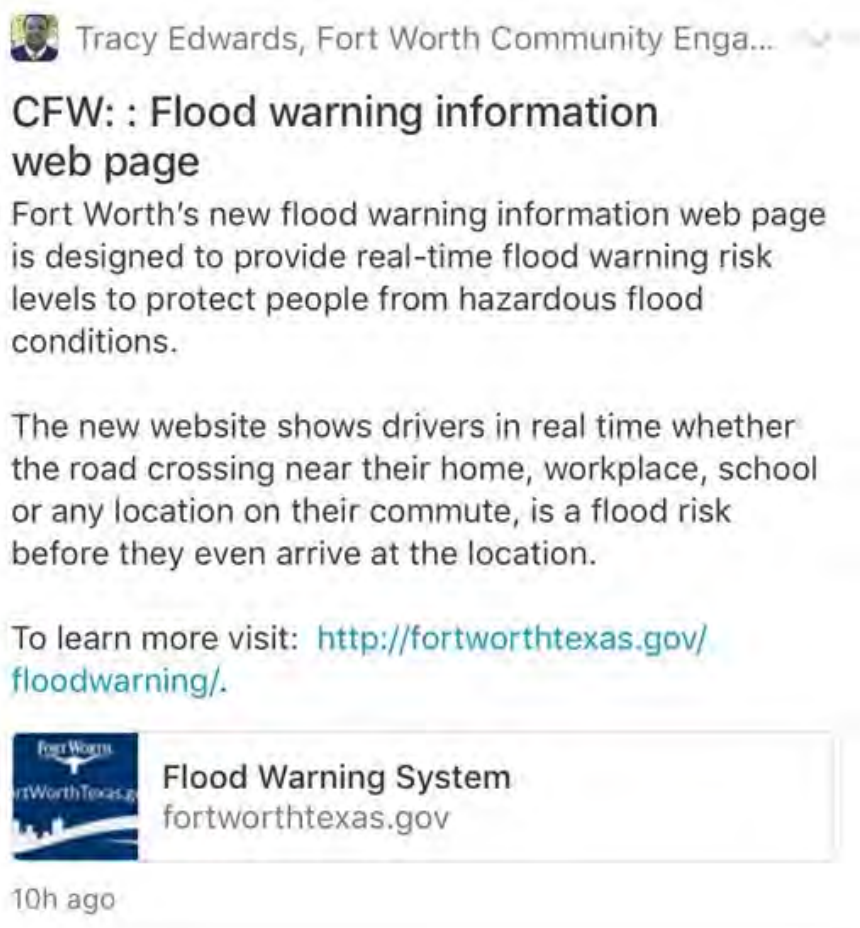 Tracy Edwards, Fort Worth Community Enga...
CFW: : Flood warning information
web page
Fort Worth's new flood warning information web page
is designed to provide real-time flood warning risk
levels to protect people from hazardous flood
conditions.
The new website shows drivers in real time whether
the road crossing near their home, workplace, school
or any location on their commute, is a flood risk
before they even arrive at the location.
To learn more visit: http://fortworthtexas.gov/
floodwarning/.
FORT WORTH
rtWorthTexas.g
Flood Warning System
fortworthtexas.gov
10h ago